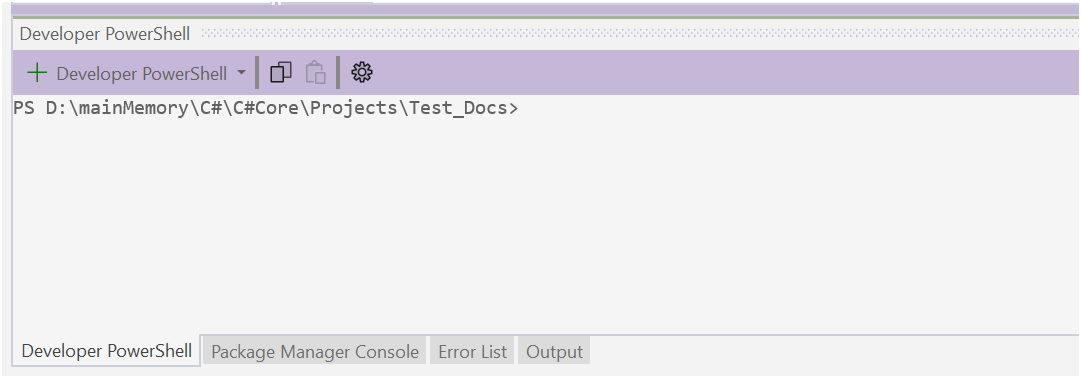 Developer PowerShell
Developer PowerShell
PS D:\mainMemory\C#\C#Core\Projects\Test_Docs>
Developer PowerShell Package Manager Console Error List Output